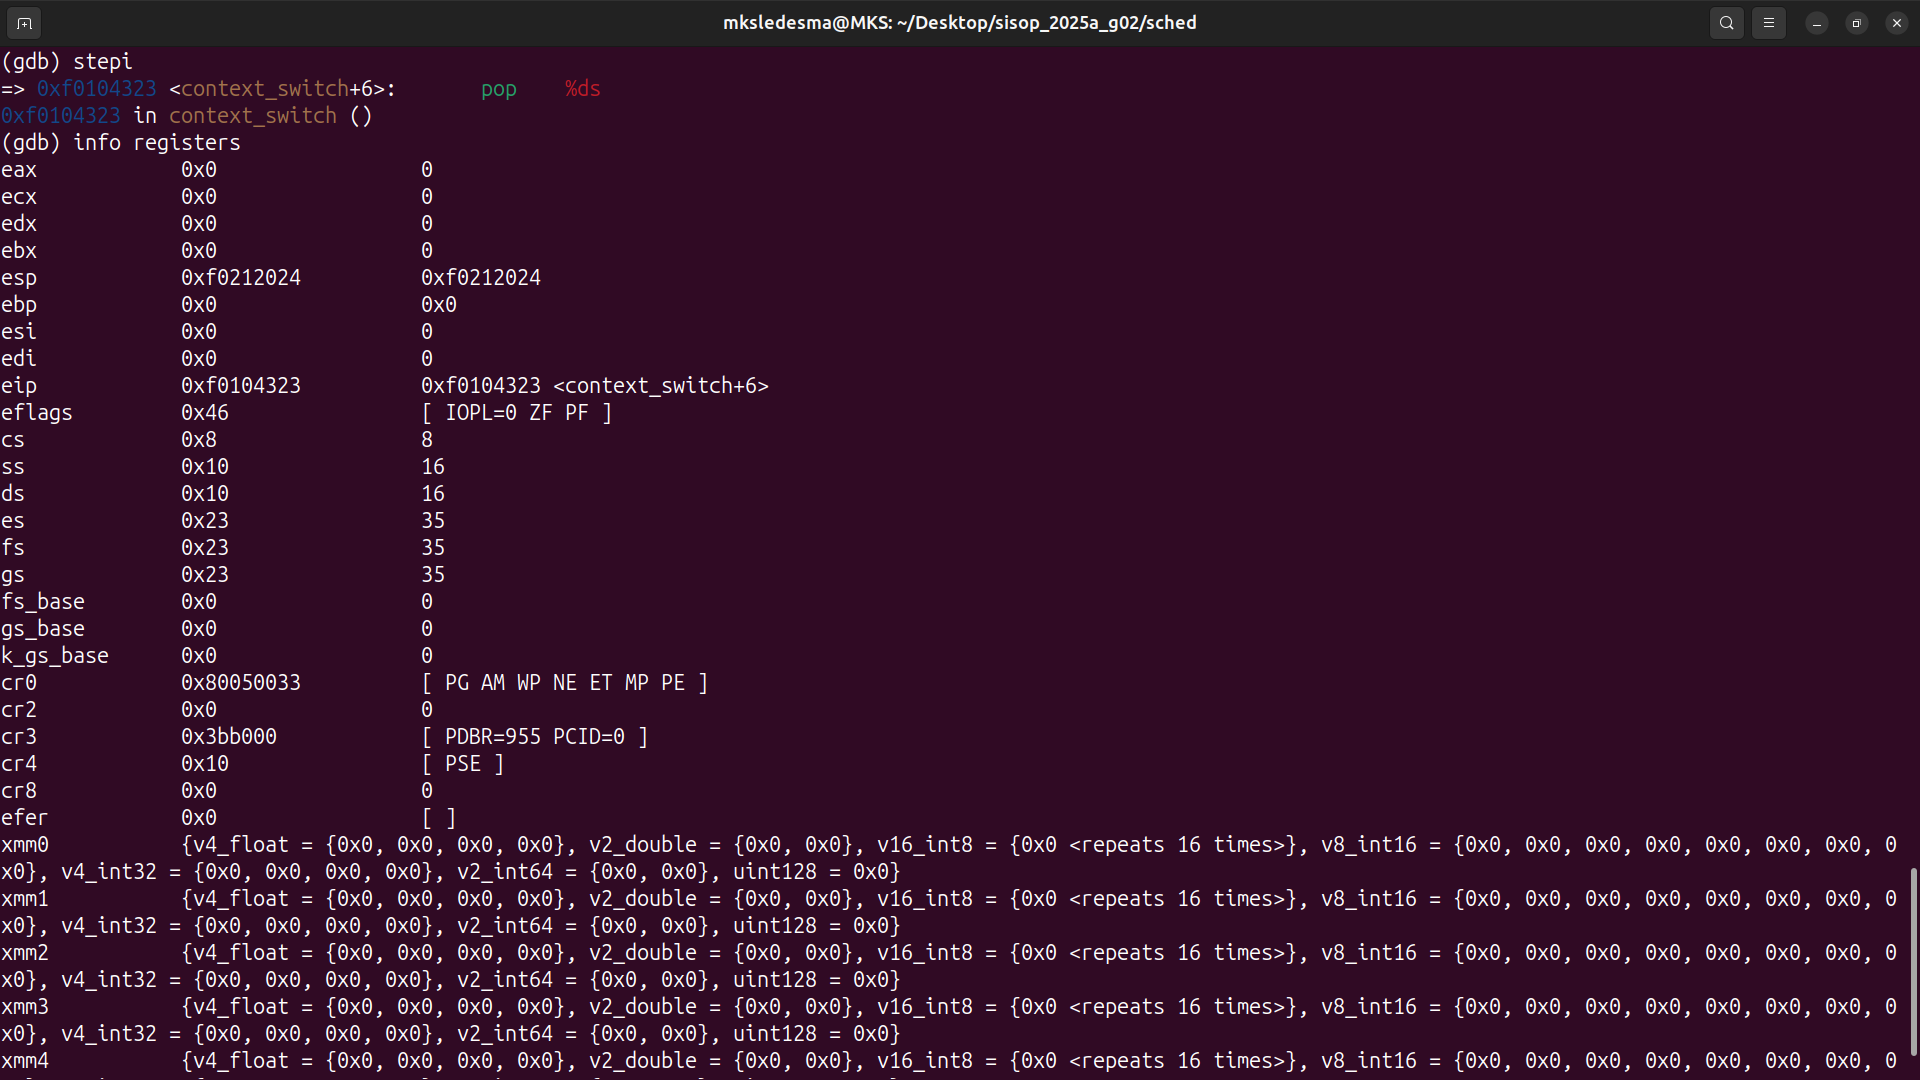 mksledesma@MKS: ~/Desktop/sisop_2025a_g02/sched
(gdb) stepi
=> 0xf0104323 <context_switch+6>:	pop    %ds
0xf0104323 in context_switch ()
(gdb) info registers
eax            0x0                 0
ecx            0x0                 0
edx            0x0                 0
ebx            0x0                 0
esp            0xf0212024          0xf0212024
ebp            0x0                 0x0
esi            0x0                 0
edi            0x0                 0
eip            0xf0104323          0xf0104323 <context_switch+6>
eflags         0x46                [ IOPL=0 ZF PF ]
cs             0x8                 8
ss             0x10                16
ds             0x10                16
es             0x23                35
fs             0x23                35
gs             0x23                35
fs_base        0x0                 0
gs_base        0x0                 0
k_gs_base      0x0                 0
cr0            0x80050033          [ PG AM WP NE ET MP PE ]
cr2            0x0                 0
cr3            0x3bb000            [ PDBR=955 PCID=0 ]
cr4            0x10                [ PSE ]
cr8            0x0                 0
efer           0x0                 [ ]
xmm0           {v4_float = {0x0, 0x0, 0x0, 0x0}, v2_double = {0x0, 0x0}, v16_int8 = {0x0 <repeats 16 times>}, v8_int16 = {0x0, 0x0, 0x0, 0x0, 0x0, 0x0, 0x0, 0
x0}, v4_int32 = {0x0, 0x0, 0x0, 0x0}, v2_int64 = {0x0, 0x0}, uint128 = 0x0}
xmm1           {v4_float = {0x0, 0x0, 0x0, 0x0}, v2_double = {0x0, 0x0}, v16_int8 = {0x0 <repeats 16 times>}, v8_int16 = {0x0, 0x0, 0x0, 0x0, 0x0, 0x0, 0x0, 0
x0}, v4_int32 = {0x0, 0x0, 0x0, 0x0}, v2_int64 = {0x0, 0x0}, uint128 = 0x0}
xmm2           {v4_float = {0x0, 0x0, 0x0, 0x0}, v2_double = {0x0, 0x0}, v16_int8 = {0x0 <repeats 16 times>}, v8_int16 = {0x0, 0x0, 0x0, 0x0, 0x0, 0x0, 0x0, 0
x0}, v4_int32 = {0x0, 0x0, 0x0, 0x0}, v2_int64 = {0x0, 0x0}, uint128 = 0x0}
xmm3           {v4_float = {0x0, 0x0, 0x0, 0x0}, v2_double = {0x0, 0x0}, v16_int8 = {0x0 <repeats 16 times>}, v8_int16 = {0x0, 0x0, 0x0, 0x0, 0x0, 0x0, 0x0, 0
x0}, v4_int32 = {0x0, 0x0, 0x0, 0x0}, v2_int64 = {0x0, 0x0}, uint128 = 0x0}
xmm4           {v4_float = {0x0, 0x0, 0x0, 0x0}, v2_double = {0x0, 0x0}, v16_int8 = {0x0 <repeats 16 times>}, v8_int16 = {0x0, 0x0, 0x0, 0x0, 0x0, 0x0, 0x0, 0